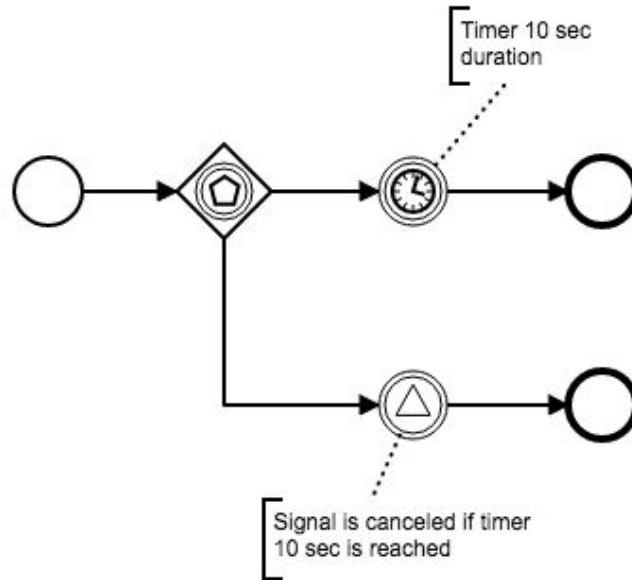 Timer 10 sec
duration
Signal is canceled if timer
10 sec is reached